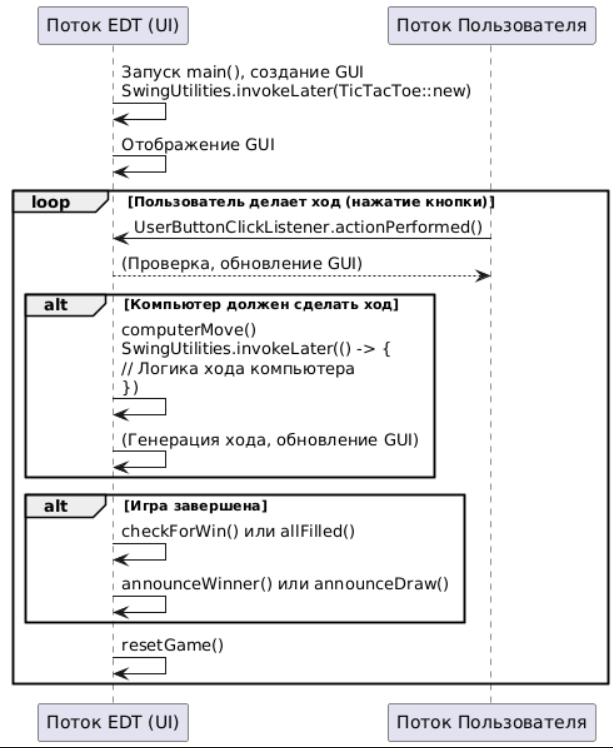 Поток EDT (UI)
Поток Пользователя
Запуск main(), создание GUI
SwingUtilities.invokeLater(TicTacToe::new)
Отображение GUI
loop
[Пользователь делает ход (нажатие кнопки)]
UserButtonClickListener.actionPerformed()
(Проверка, обновление GUI)
alt
[Компьютер должен сделать ход]
computerMove()
SwingUtilities.invokeLater(() -> {
// Логика хода компьютера
})
(Генерация хода, обновление GUI)
alt
[Игра завершена]
checkForWin() или allFilled()
announceWinner() или announceDraw()
resetGame()
Поток EDT (UI)
Поток Пользователя